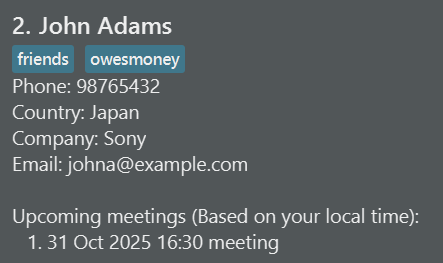 2. John Adams
friends owesmoney
Phone: 98765432
Country: Japan
Company: Sony
Email: johna@example.com
Upcoming meetings (Based on your local time):
1. 31 Oct 2025 16:30 meeting